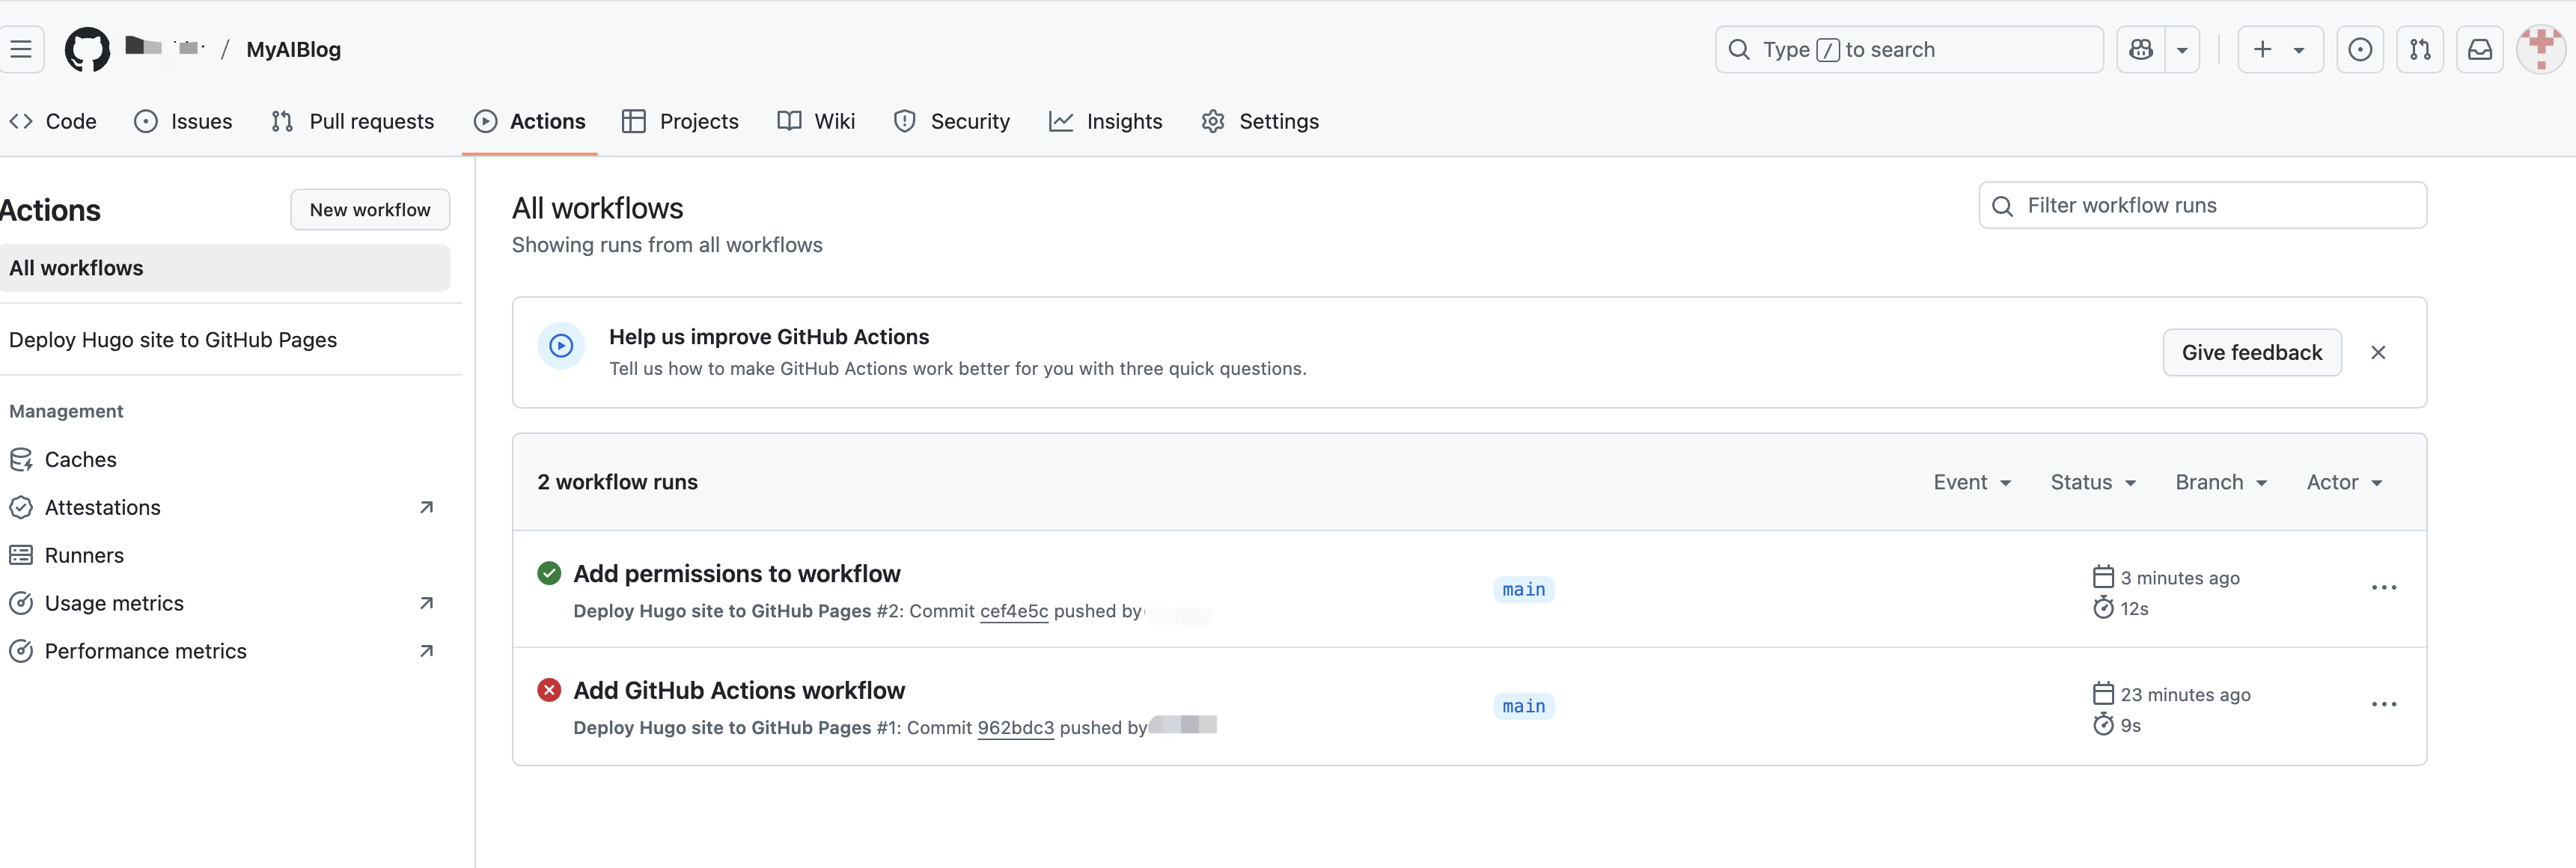 / MyAIBlog
Type / to search
Code Issues Pull requests Actions Projects Wiki Security Insights Settings
Actions
New workflow
All workflows
Deploy Hugo site to GitHub Pages
Management
Caches
Attestations
Runners
Usage metrics
Performance metrics
All workflows
Showing runs from all workflows
Filter workflow runs
Help us improve GitHub Actions
Tell us how to make GitHub Actions work better for you with three quick questions.
Give feedback
2 workflow runs
Event Status Branch Actor
Add permissions to workflow
Deploy Hugo site to GitHub Pages #2: Commit cef4e5c pushed by
main
3 minutes ago
12s
Add GitHub Actions workflow
Deploy Hugo site to GitHub Pages #1: Commit 962bdc3 pushed by
main
23 minutes ago
9s